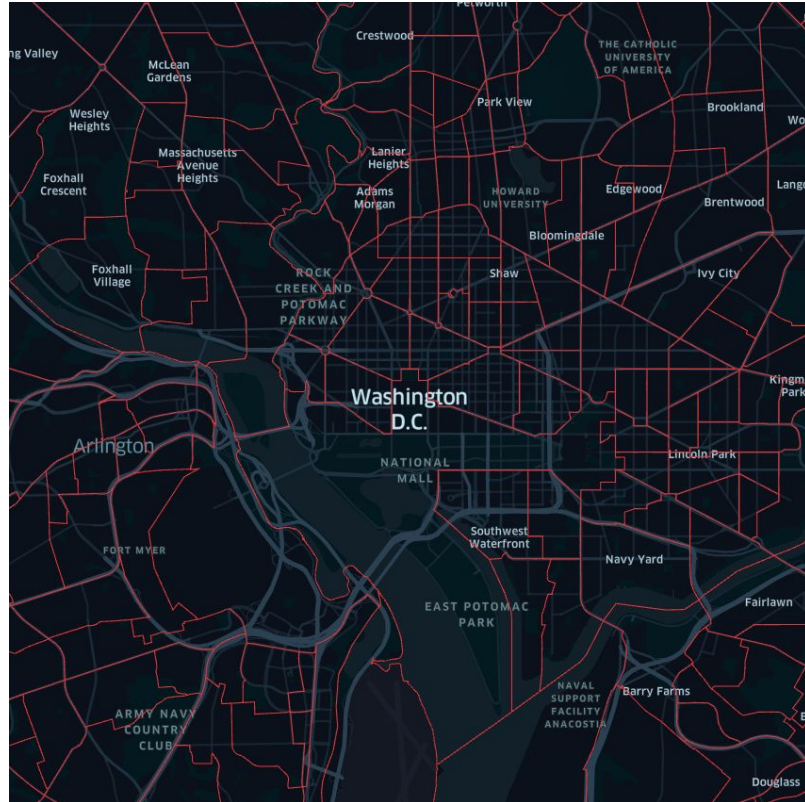 Crestwood
THE CATHOLIC
UNIVERSITY
OF AMERICA
ng Valley
McLean
Gardens
Park View
Brookland
Wesley
Heights
Massachusetts
Avenue
Heights
Lanier
Heights
Foxhall
Crescent
Adams
Morgan
HOWARD
UNIVERSITY
Edgewood
Brentwood
Bloomingdale
Foxhall
Village
ROCK
CREEK AND
POTOMAC
PARKWAY
Shaw
Ivy City
Washington
D.C.
Kingm
Park
Arlington
NATIONAL
MALL
Lincoln Park
FORT MYER
Southwest
Waterfront
Navy Yard
EAST POTOMAC
PARK
Fairlawn
ARMY NAVY
COUNTRY
CLUB
NAVAL
SUPPORT
FACILITY
ANACOSTIA
Barry Farms
Douglass